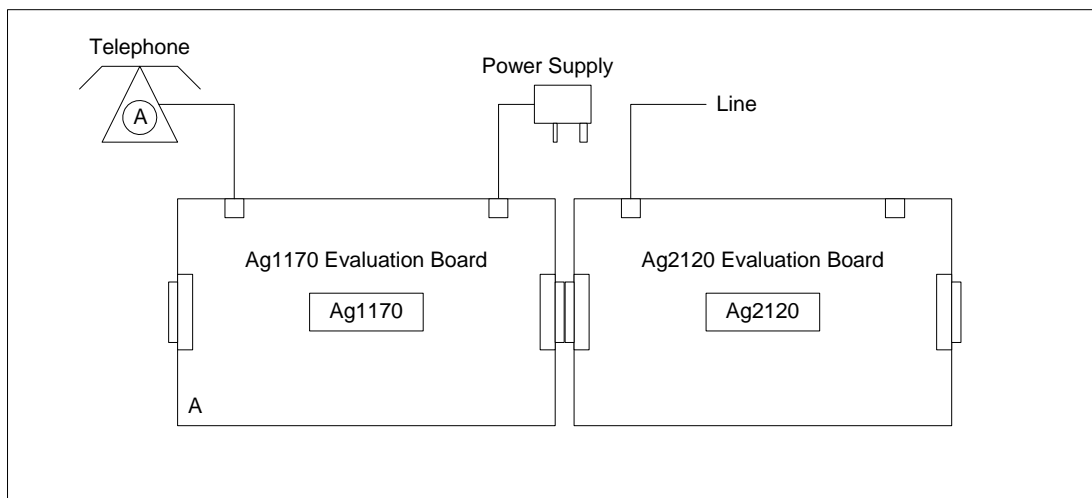 Telephone
Power Supply
Line
A
Ag1170 Evaluation Board
Ag2120 Evaluation Board
Ag1170
Ag2120
A